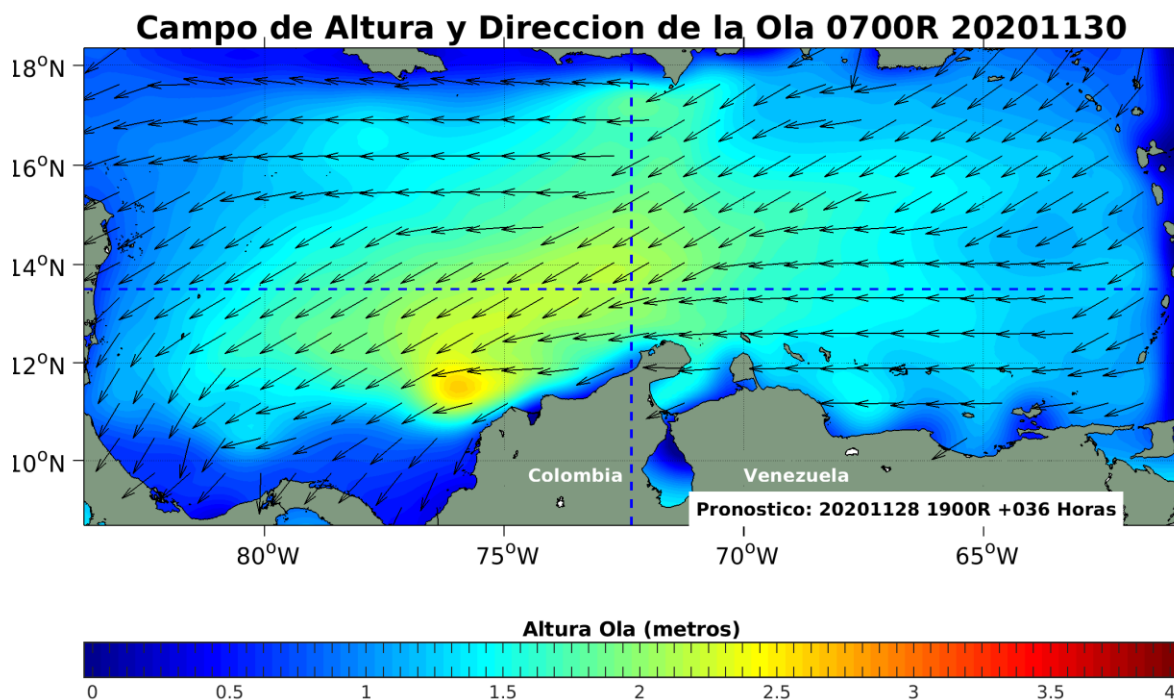 Campo de Altura y Direccion de la Ola 0700R 20201130
18°N
16°N
14°N
12°N
10°N
Colombia
Venezuela
Pronostico: 20201128 1900R +036 Horas
80°W
75°W
70°W
65°W
Altura Ola (metros)
0 0.5 1 1.5 2 2.5 3 3.5 4